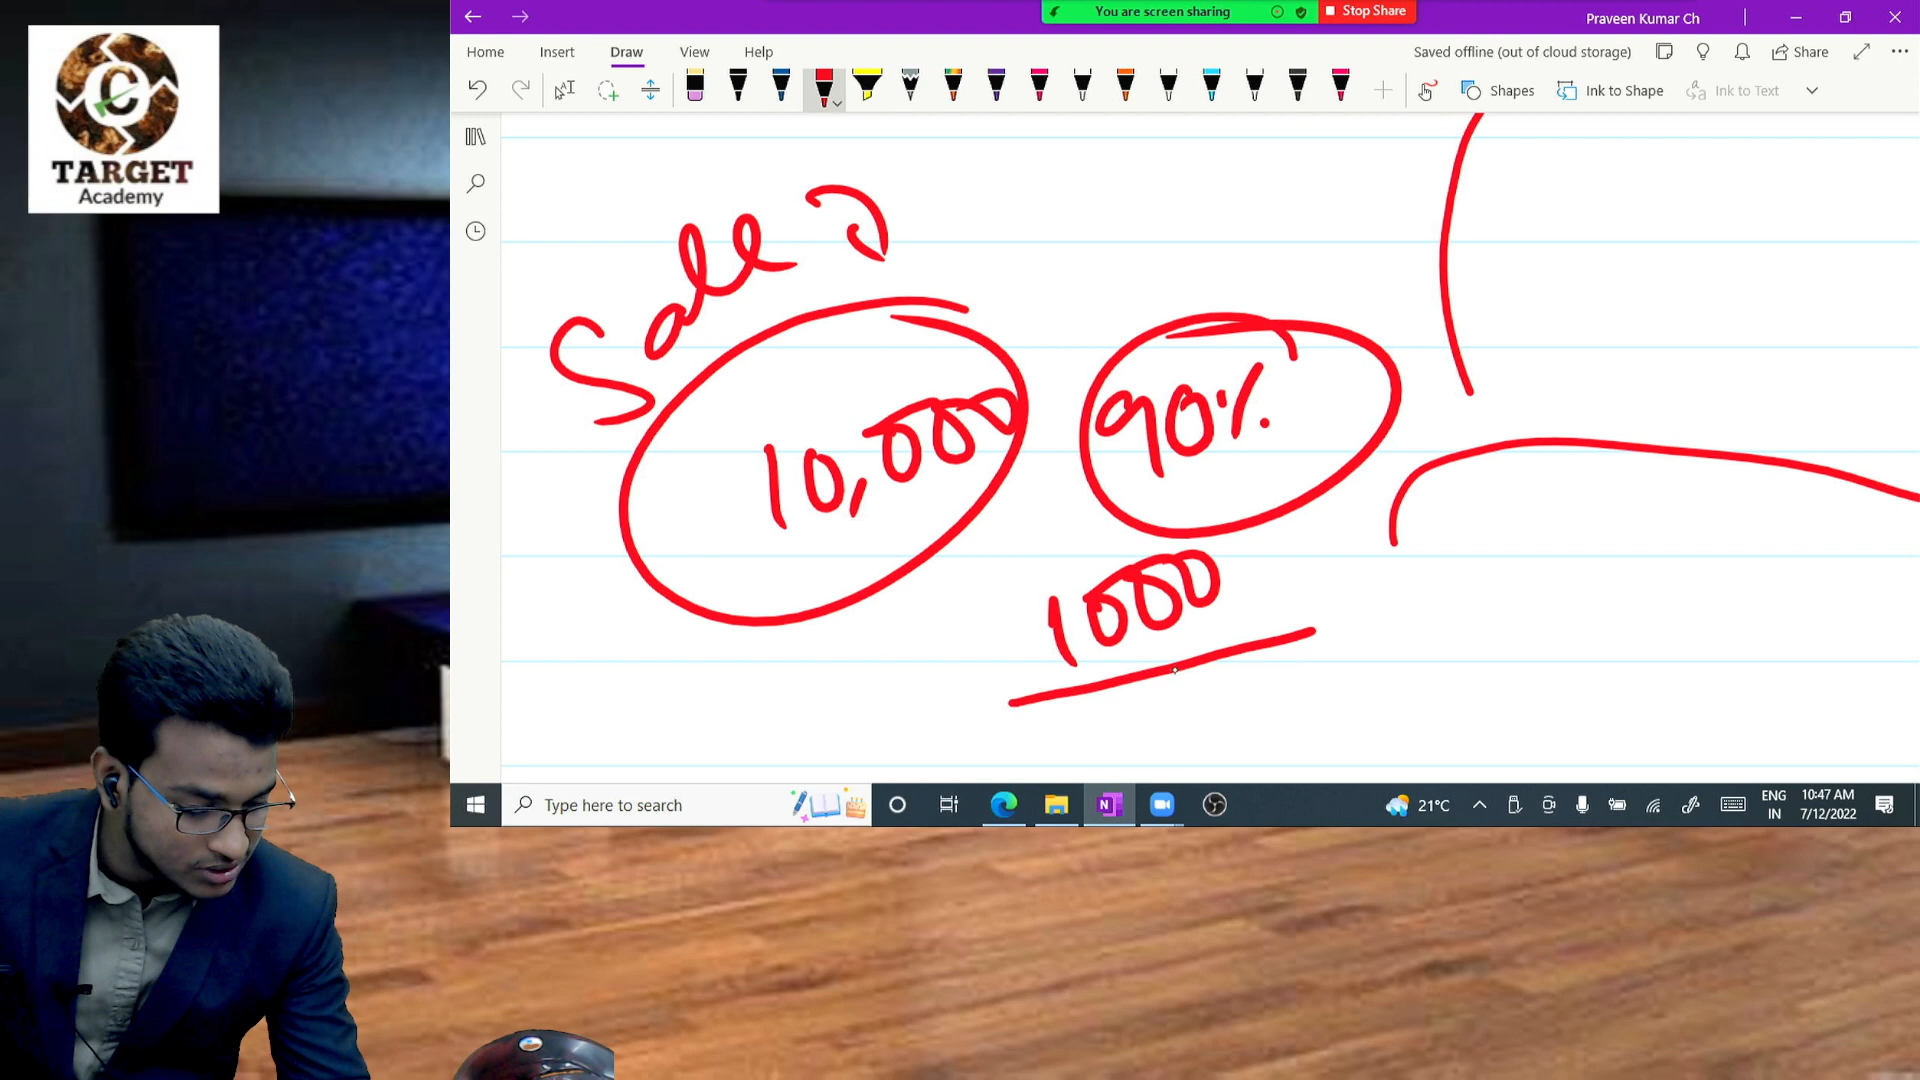 TARGET
Academy
You are screen sharing
Stop Share
Praveen Kumar Ch
Home Insert Draw View Help
Saved offline (out of cloud storage)
Share
Shapes
Ink to Shape
Ink to Text
Sale
10,000
90%
1000
Type here to search
21°C
ENG
IN
10:47 AM
7/12/2022